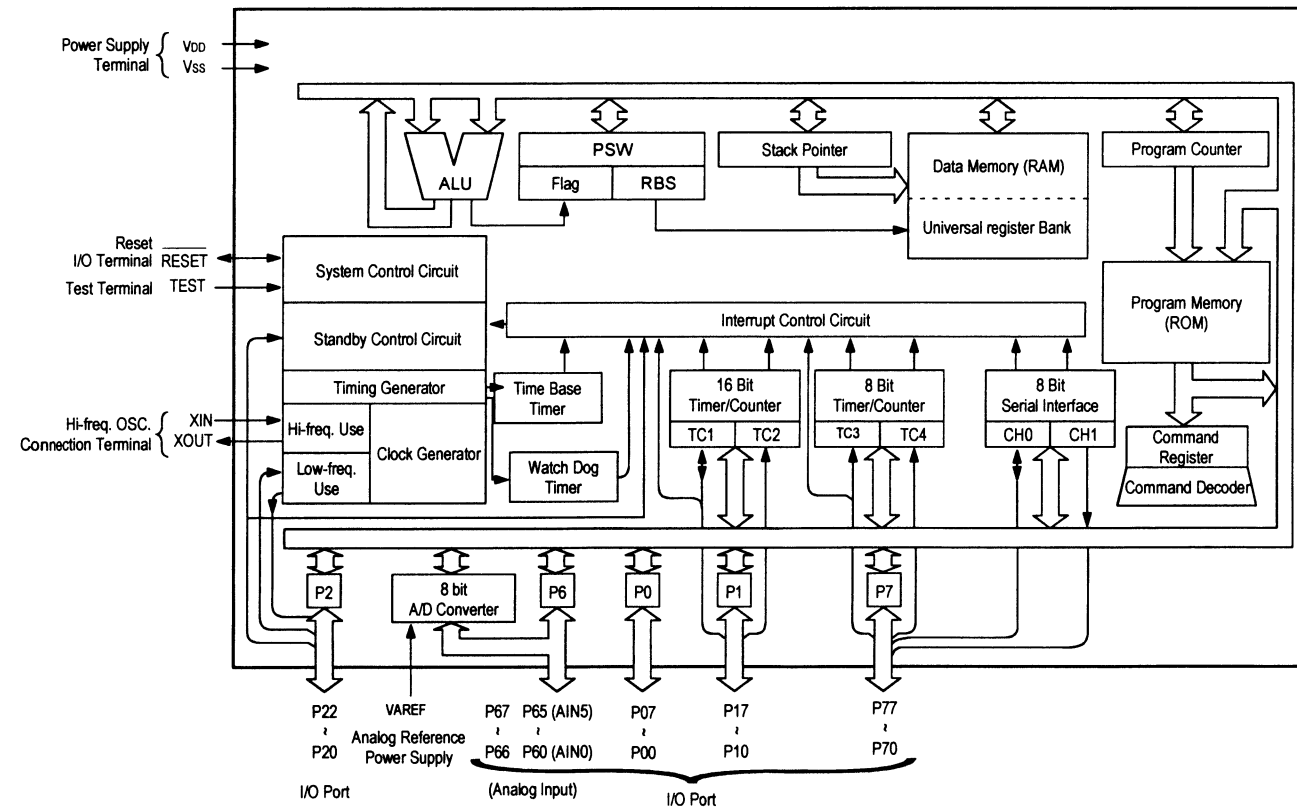 Power Supply
Terminal
VDD
VSS
ALU
PSW
Flag
RBS
Stack Pointer
Data Memory (RAM)
Universal register Bank
Program Counter
Reset
I/O Terminal
RESET
Test Terminal
TEST
System Control Circuit
Standby Control Circuit
Timing Generator
Hi-freq. Use
Low-freq.
Use
Clock Generator
Hi-freq. OSC.
Connection Terminal
XIN
XOUT
Interrupt Control Circuit
Time Base
Timer
Watch Dog
Timer
16 Bit
Timer/Counter
TC1
TC2
8 Bit
Timer/Counter
TC3
TC4
8 Bit
Serial Interface
CH0
CH1
Program Memory
(ROM)
Command
Register
Command Decoder
P2
8 bit
A/D Converter
P6
P0
P1
P7
P22
~
P20
I/O Port
VAREF
Analog Reference
Power Supply
P67
~
P66
P65 (AIN5)
~
P60 (AIN0)
(Analog Input)
P07
~
P00
P17
~
P10
P77
~
P70
I/O Port